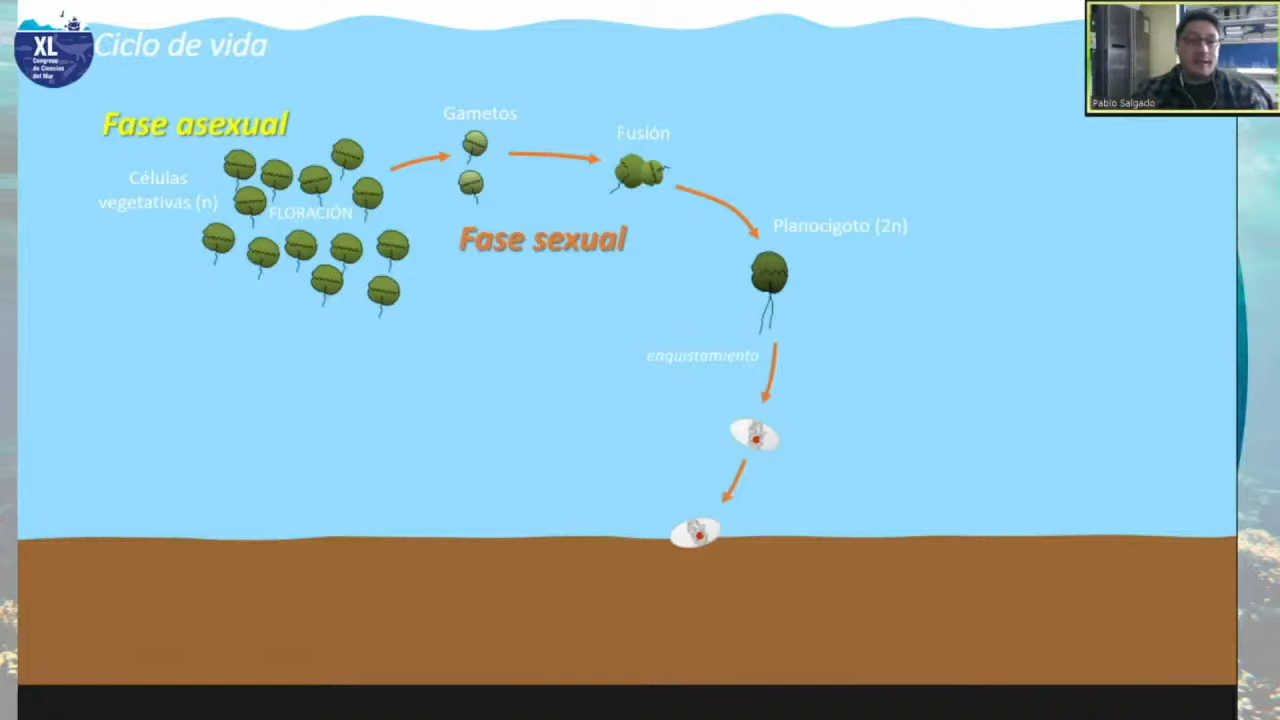 XL
Congreso
de Ciencias
del Mar
Ciclo de vida
Fase asexual
Células
vegetativas (n)
FLORACIÓN
Gametos
Fusión
Fase sexual
Planocigoto (2n)
enquistamiento
Pablo Salgado